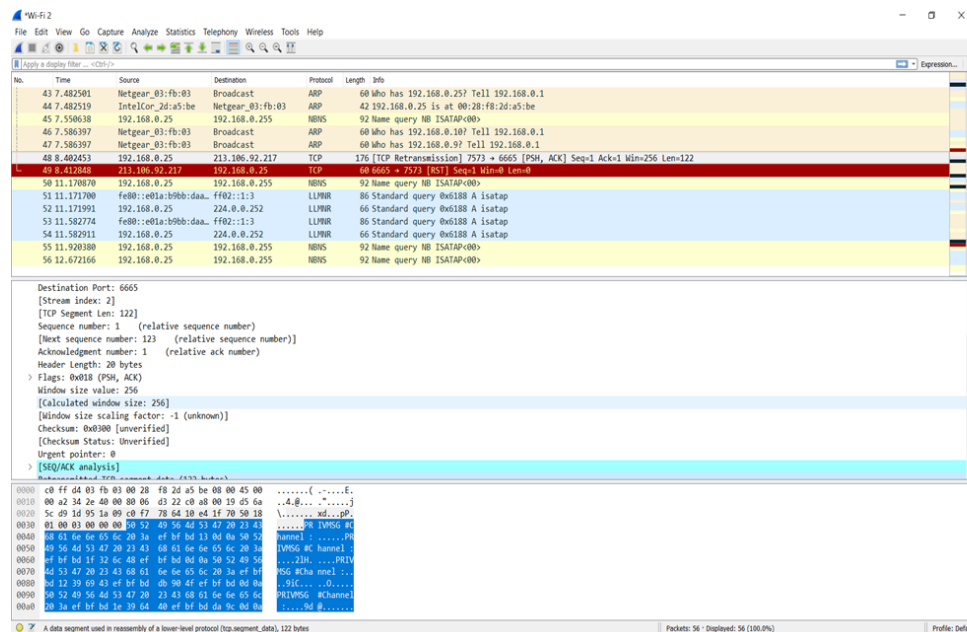 *Wi-Fi 2
File Edit View Go Capture Analyze Statistics Telephony Wireless Tools Help
Apply a display filter ... <Ctrl-/>
Expression...
No. Time Source Destination Protocol Length Info
43 7.482501 Netgear_03:fb:03 Broadcast ARP 60 Who has 192.168.0.25? Tell 192.168.0.1
44 7.482519 IntelCor_2d:a5:be Netgear_03:fb:03 ARP 42 192.168.0.25 is at 00:28:f8:2d:a5:be
45 7.550638 192.168.0.25 192.168.0.255 NBNS 92 Name query NB ISATAP<00>
46 7.586397 Netgear_03:fb:03 Broadcast ARP 60 Who has 192.168.0.10? Tell 192.168.0.1
47 7.586397 Netgear_03:fb:03 Broadcast ARP 60 Who has 192.168.0.9? Tell 192.168.0.1
48 8.402453 192.168.0.25 213.106.92.217 TCP 176 [TCP Retransmission] 7573 → 6665 [PSH, ACK] Seq=1 Ack=1 Win=256 Len=122
49 8.412848 213.106.92.217 192.168.0.25 TCP 60 6665 → 7573 [RST] Seq=1 Win=0 Len=0
50 11.170870 192.168.0.25 192.168.0.255 NBNS 92 Name query NB ISATAP<00>
51 11.171700 fe80::e01a:b9bb:daa… ff02::1:3 LLMNR 86 Standard query 0x6188 A isatap
52 11.171991 192.168.0.25 224.0.0.252 LLMNR 66 Standard query 0x6188 A isatap
53 11.582774 fe80::e01a:b9bb:daa… ff02::1:3 LLMNR 86 Standard query 0x6188 A isatap
54 11.582911 192.168.0.25 224.0.0.252 LLMNR 66 Standard query 0x6188 A isatap
55 11.920380 192.168.0.25 192.168.0.255 NBNS 92 Name query NB ISATAP<00>
56 12.672166 192.168.0.25 192.168.0.255 NBNS 92 Name query NB ISATAP<00>
Destination Port: 6665
[Stream index: 2]
[TCP Segment Len: 122]
Sequence number: 1 (relative sequence number)
[Next sequence number: 123 (relative sequence number)]
Acknowledgment number: 1 (relative ack number)
Header Length: 20 bytes
Flags: 0x018 (PSH, ACK)
Window size value: 256
[Calculated window size: 256]
[Window size scaling factor: -1 (unknown)]
Checksum: 0x0300 [unverified]
[Checksum Status: Unverified]
Urgent pointer: 0
[SEQ/ACK analysis]
Retransmitted TCP segment data (122 bytes)
0000 c0 ff d4 03 fb 03 00 28 f8 2d a5 be 08 00 45 00 .......( .-....E.
0010 00 a2 34 2e 40 00 80 06 d3 22 c0 a8 00 19 d5 6a ..4.@... .".....j
0020 5c d9 1d 95 1a 09 c0 f7 78 64 10 e4 1f 70 50 18 \....... xd...pP.
0030 01 00 03 00 00 00 50 52 49 56 4d 53 47 20 23 43 ......PR IVMSG #C
0040 68 61 6e 6e 65 6c 20 3a ef bf bd 13 0d 0a 50 52 hannel : ......PR
0050 49 56 4d 53 47 20 23 43 68 61 6e 6e 65 6c 20 3a IVMSG #C hannel :
0060 ef bf bd 1f 32 6c 48 ef bf bd 0d 0a 50 52 49 56 ....2lH. ....PRIV
0070 4d 53 47 20 23 43 68 61 6e 6e 65 6c 20 3a ef bf MSG #Cha nnel :..
0080 bd 12 39 69 43 ef bf bd db 90 4f ef bf bd 0d 0a ..9iC... ..O.....
0090 50 52 49 56 4d 53 47 20 23 43 68 61 6e 6e 65 6c PRIVMSG #Channel
00a0 20 3a ef bf bd 1e 39 64 40 ef bf bd da 9c 0d 0a :....9d @.......
A data segment used in reassembly of a lower-level protocol (tcp.segment_data), 122 bytes
Packets: 56 · Displayed: 56 (100.0%)
Profile: Defa